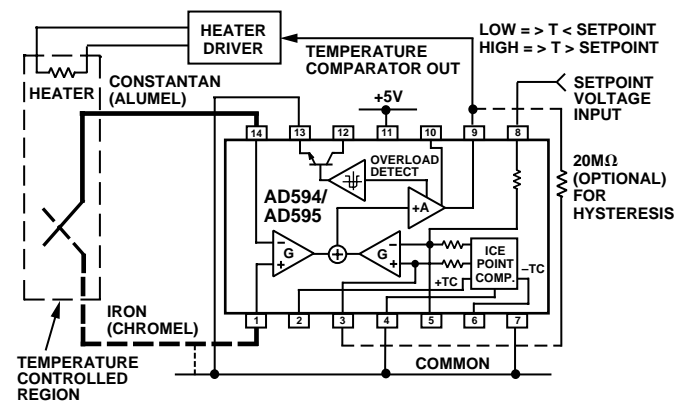 HEATER
DRIVER
LOW = > T < SETPOINT
HIGH = > T > SETPOINT
TEMPERATURE
COMPARATOR OUT
HEATER
CONSTANTAN
(ALUMEL)
SETPOINT
VOLTAGE
INPUT
+5V
14
13
12
11
10
9
8
20MΩ
(OPTIONAL)
FOR
HYSTERESIS
OVERLOAD
DETECT
AD594/
AD595
+A
–
G
+
–
G
+
ICE
POINT
COMP.
–TC
+TC
IRON
(CHROMEL)
1
2
3
4
5
6
7
TEMPERATURE
CONTROLLED
REGION
COMMON